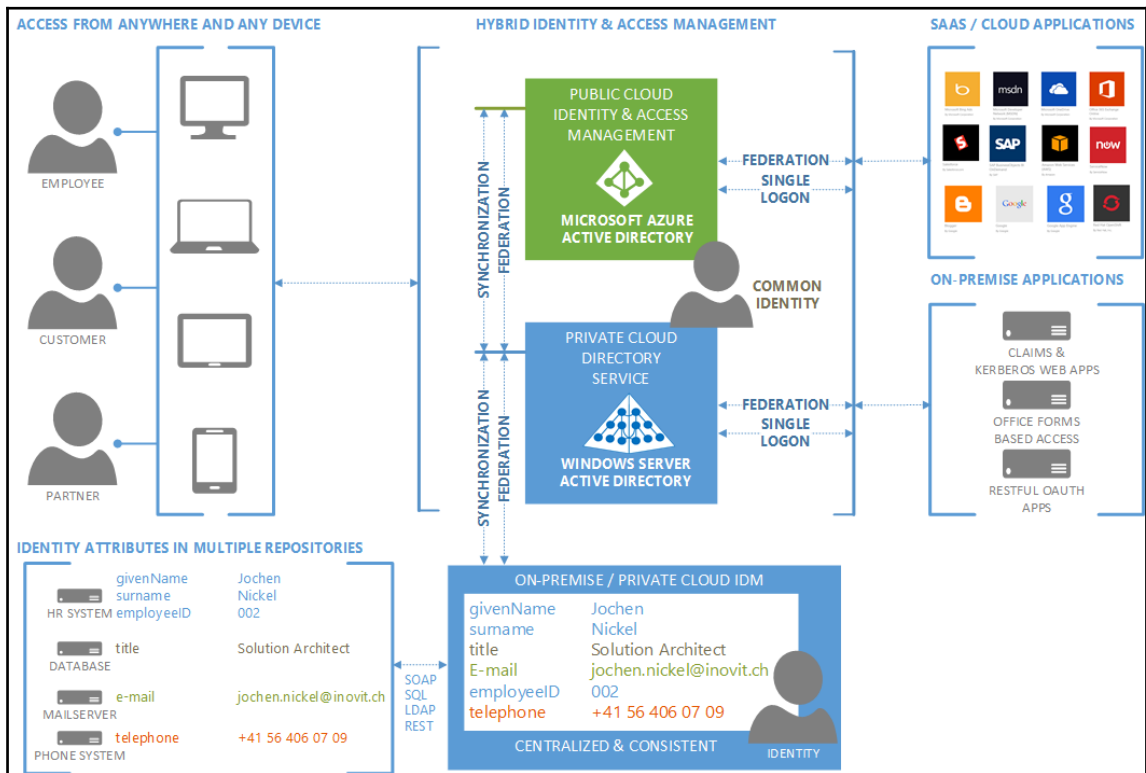 ACCESS FROM ANYWHERE AND ANY DEVICE
EMPLOYEE
CUSTOMER
PARTNER
HYBRID IDENTITY & ACCESS MANAGEMENT
PUBLIC CLOUD
IDENTITY & ACCESS
MANAGEMENT
MICROSOFT AZURE
ACTIVE DIRECTORY
SYNCHRONIZATION
FEDERATION
FEDERATION
SINGLE
LOGON
COMMON
IDENTITY
PRIVATE CLOUD
DIRECTORY
SERVICE
WINDOWS SERVER
ACTIVE DIRECTORY
SYNCHRONIZATION
FEDERATION
FEDERATION
SINGLE
LOGON
SAAS / CLOUD APPLICATIONS
msdn
SAP
now
Google
ON-PREMISE APPLICATIONS
CLAIMS &
KERBEROS WEB APPS
OFFICE FORMS
BASED ACCESS
RESTFUL OAUTH
APPS
IDENTITY ATTRIBUTES IN MULTIPLE REPOSITORIES
givenName Jochen
surname Nickel
HR SYSTEM employeeID 002
title Solution Architect
DATABASE
e-mail jochen.nickel@inovit.ch
MAILSERVER
telephone +41 56 406 07 09
PHONE SYSTEM
SOAP
SQL
LDAP
REST
ON-PREMISE / PRIVATE CLOUD IDM
givenName Jochen
surname Nickel
title Solution Architect
E-mail jochen.nickel@inovit.ch
employeeID 002
telephone +41 56 406 07 09
IDENTITY
CENTRALIZED & CONSISTENT